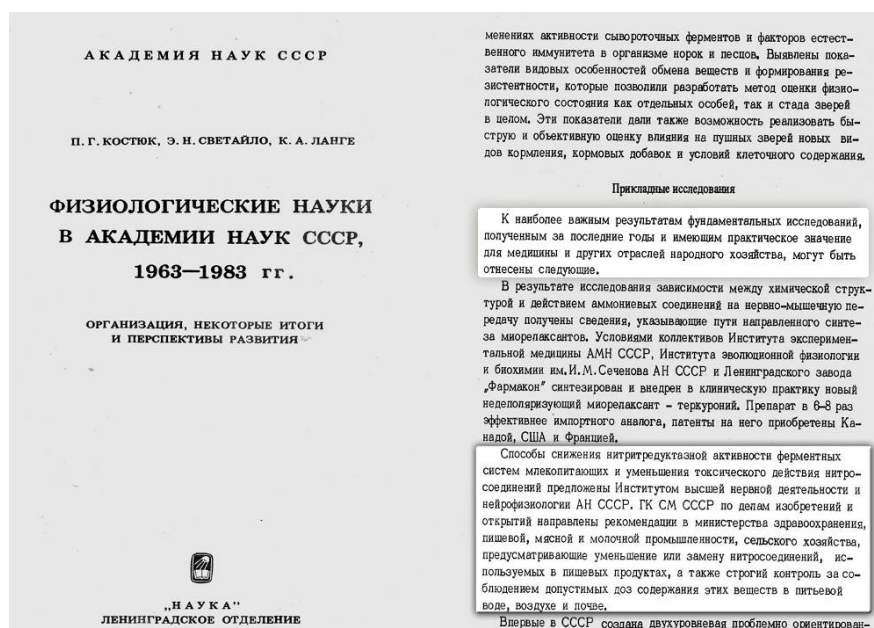 АКАДЕМИЯ НАУК СССР
П. Г. КОСТЮК, Э. Н. СВЕТАЙЛО, К. А. ЛАНГЕ
ФИЗИОЛОГИЧЕСКИЕ НАУКИ
В АКАДЕМИИ НАУК СССР,
1963—1983 гг.
ОРГАНИЗАЦИЯ, НЕКОТОРЫЕ ИТОГИ
И ПЕРСПЕКТИВЫ РАЗВИТИЯ
„НАУКА"
ЛЕНИНГРАДСКОЕ ОТДЕЛЕНИЕ
менениях активности сывороточных ферментов и факторов естест-
венного иммунитета в организме норок и песцов. Выявлены пока-
затели видовых особенностей обмена веществ и формирования ре-
зистентности, которые позволили разработать метод оценки физио-
логического состояния как отдельных особей, так и стада зверей
в целом. Эти показатели дали также возможность реализовать бы-
струю и объективную оценку влияния на пушных зверей новых ви-
дов кормления, кормовых добавок и условий клеточного содержания.
Прикладные исследования
К наиболее важным результатам фундаментальных исследований,
полученным за последние годы и имеющим практическое значение
для медицины и других отраслей народного хозяйства, могут быть
отнесены следующие.
В результате исследования зависимости между химической струк-
турой и действием аммониевых соединений на нервно-мышечную пе-
редачу получены сведения, указывающие пути направленного синте-
за миорелаксантов. Условиями коллективов Института эксперимен-
тальной медицины АМН СССР, Института эволюционной физиологии
и биохимии им.И.М.Сеченова АН СССР и Ленинградского завода
„Фармакон" синтезирован и внедрен в клиническую практику новый
недеполяризующий миорелаксант – теркуроний. Препарат в 6–8 раз
эффективнее импортного аналога, патенты на него приобретены Ка-
надой, США и Францией.
Способы снижения нитритредуктазной активности ферментных
систем млекопитающих и уменьшения токсического действия нитро-
соединений предложены Институтом высшей нервной деятельности и
нейрофизиологии АН СССР. ГК СМ СССР по делам изобретений и
открытий направлены рекомендации в министерства здравоохранения,
пищевой, мясной и молочной промышленности, сельского хозяйства,
предусматривающие уменьшение или замену нитросоединений, ис-
пользуемых в пищевых продуктах, а также строгий контроль за со-
блюдением допустимых доз содержания этих веществ в питьевой
воде, воздухе и почве.
Впервые в СССР создана двухуровневая проблемно ориентирован-